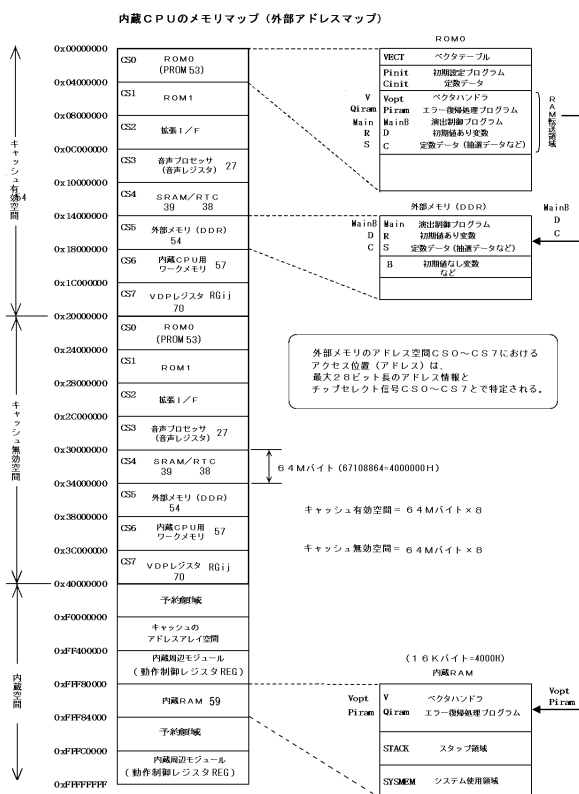 内蔵ＣＰＵのメモリマップ（外部アドレスマップ）
0x00000000
CS0 ROM0
(PROM53)
0x04000000
CS1
ROM1
0x08000000
CS2 拡張Ｉ／Ｆ
0x0C000000
CS3 音声プロセッサ 27
(音声レジスタ)
0x10000000
CS4 SRAM／RTC
39 38
0x14000000
CS5 外部メモリ（DDR）
54
0x18000000
CS6 内蔵CPU用 57
ワークメモリ
0x1C000000
CS7 VDPレジスタ RGij
70
0x20000000
CS0 ROM0
(PROM53)
0x24000000
CS1
ROM1
0x28000000
CS2 拡張Ｉ／Ｆ
0x2C000000
CS3 音声プロセッサ 27
(音声レジスタ)
0x30000000
CS4 SRAM／RTC
39 38
0x34000000
CS5 外部メモリ（DDR）
54
0x38000000
CS6 内蔵CPU用 57
ワークメモリ
0x3C000000
CS7 VDPレジスタ RGij
70
0x40000000
予約領域
0xF0000000
キャッシュの
アドレスアレイ空間
0xFF400000
内蔵周辺モジュール
(動作制御レジスタREG)
0xFFF80000
内蔵RAM 59
0xFFF84000
予約領域
0xFFFC0000
内蔵周辺モジュール
(動作制御レジスタREG)
0xFFFFFFFF
キャッシュ有効空間
キャッシュ無効空間
内蔵空間
ROM0
VECT ベクタテーブル
Pinit 初期設定プログラム
Cinit 定数データ
V Vopt ベクタハンドラ
Qiram Piram エラー復帰処理プログラム
Main MainB 演出制御プログラム
R D 初期値あり変数
S C 定数データ（抽選データなど）
RAM転送領域
外部メモリ（DDR）
MainB Main 演出制御プログラム
D R 初期値あり変数
C S 定数データ（抽選データなど）
B 初期値なし変数
など
MainB
D
C
外部メモリのアドレス空間ＣＳ０～ＣＳ７における
アクセス位置（アドレス）は、
最大２８ビット長のアドレス情報と
チップセレクト信号ＣＳ０～ＣＳ７とで特定される。
６４Ｍバイト(67108864=4000000H)
キャッシュ有効空間＝ ６４Ｍバイト×８
キャッシュ無効空間＝ ６４Ｍバイト×８
(１６Ｋバイト=4000H)
内蔵RAM
Vopt V ベクタハンドラ
Piram Qiram エラー復帰処理プログラム
STACK スタップ領域
SYSMEM システム使用領域
Vopt
Piram